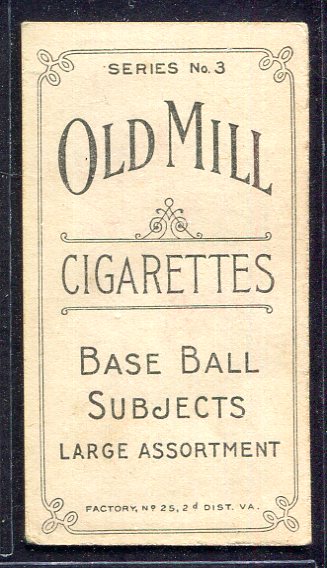 SERIES No. 3
OLD MILL
CIGARETTES
BASE BALL
SUBJECTS
LARGE ASSORTMENT
FACTORY, No 25, 2d DIST. VA.